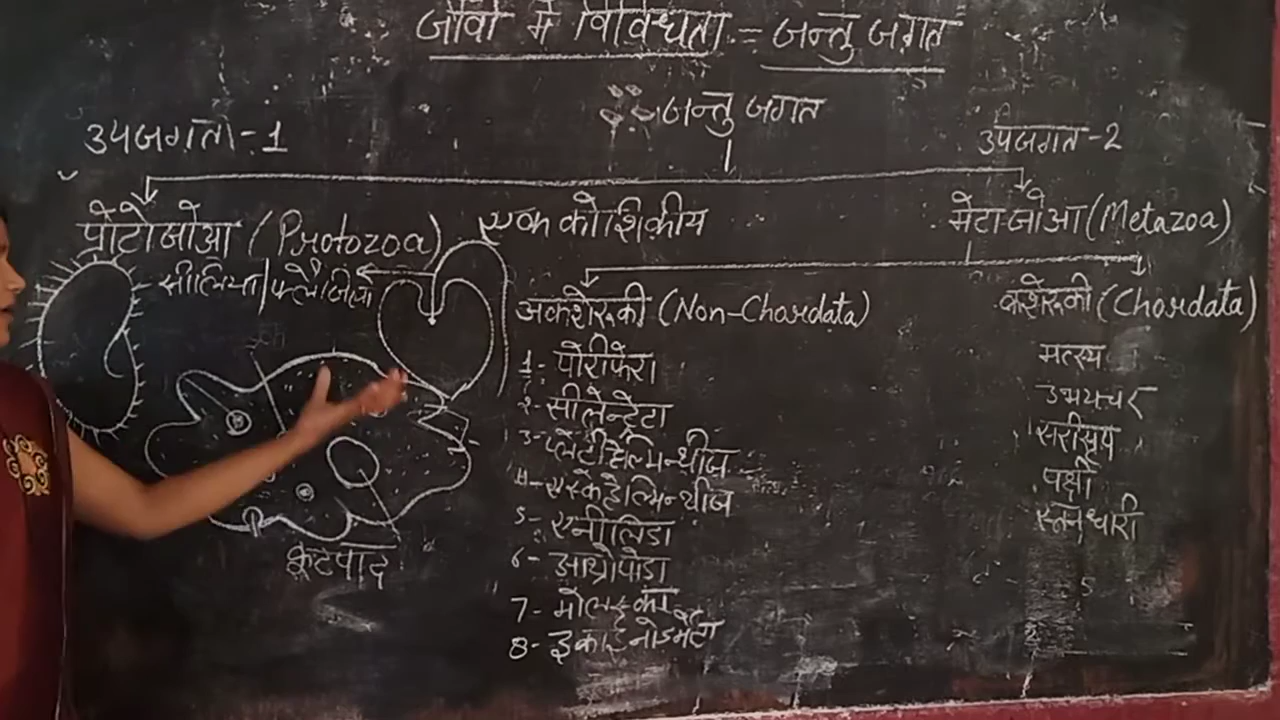 जीवों में विविधता = जन्तु जगत
जन्तु जगत
उपजगत - 1
उपजगत - 2
प्रोटोजोआ (Protozoa)
एक कोशिकीय
मेटाजोआ (Metazoa)
सीलिया/फ्लैजिला
अकशेरुकी (Non-Chordata)
कशेरुकी (Chordata)
1- पोरीफेरा
2- सीलेन्ट्रेटा
3- प्लेटीहेल्मिन्थीज
4- एस्केहेल्मिन्थीज
5- एनीलिडा
6- आर्थ्रोपोडा
7- मोलस्का
8- इकाइनोडर्मेटा
मत्स्य
उभयचर
सरीसृप
पक्षी
स्तनधारी
कूटपाद